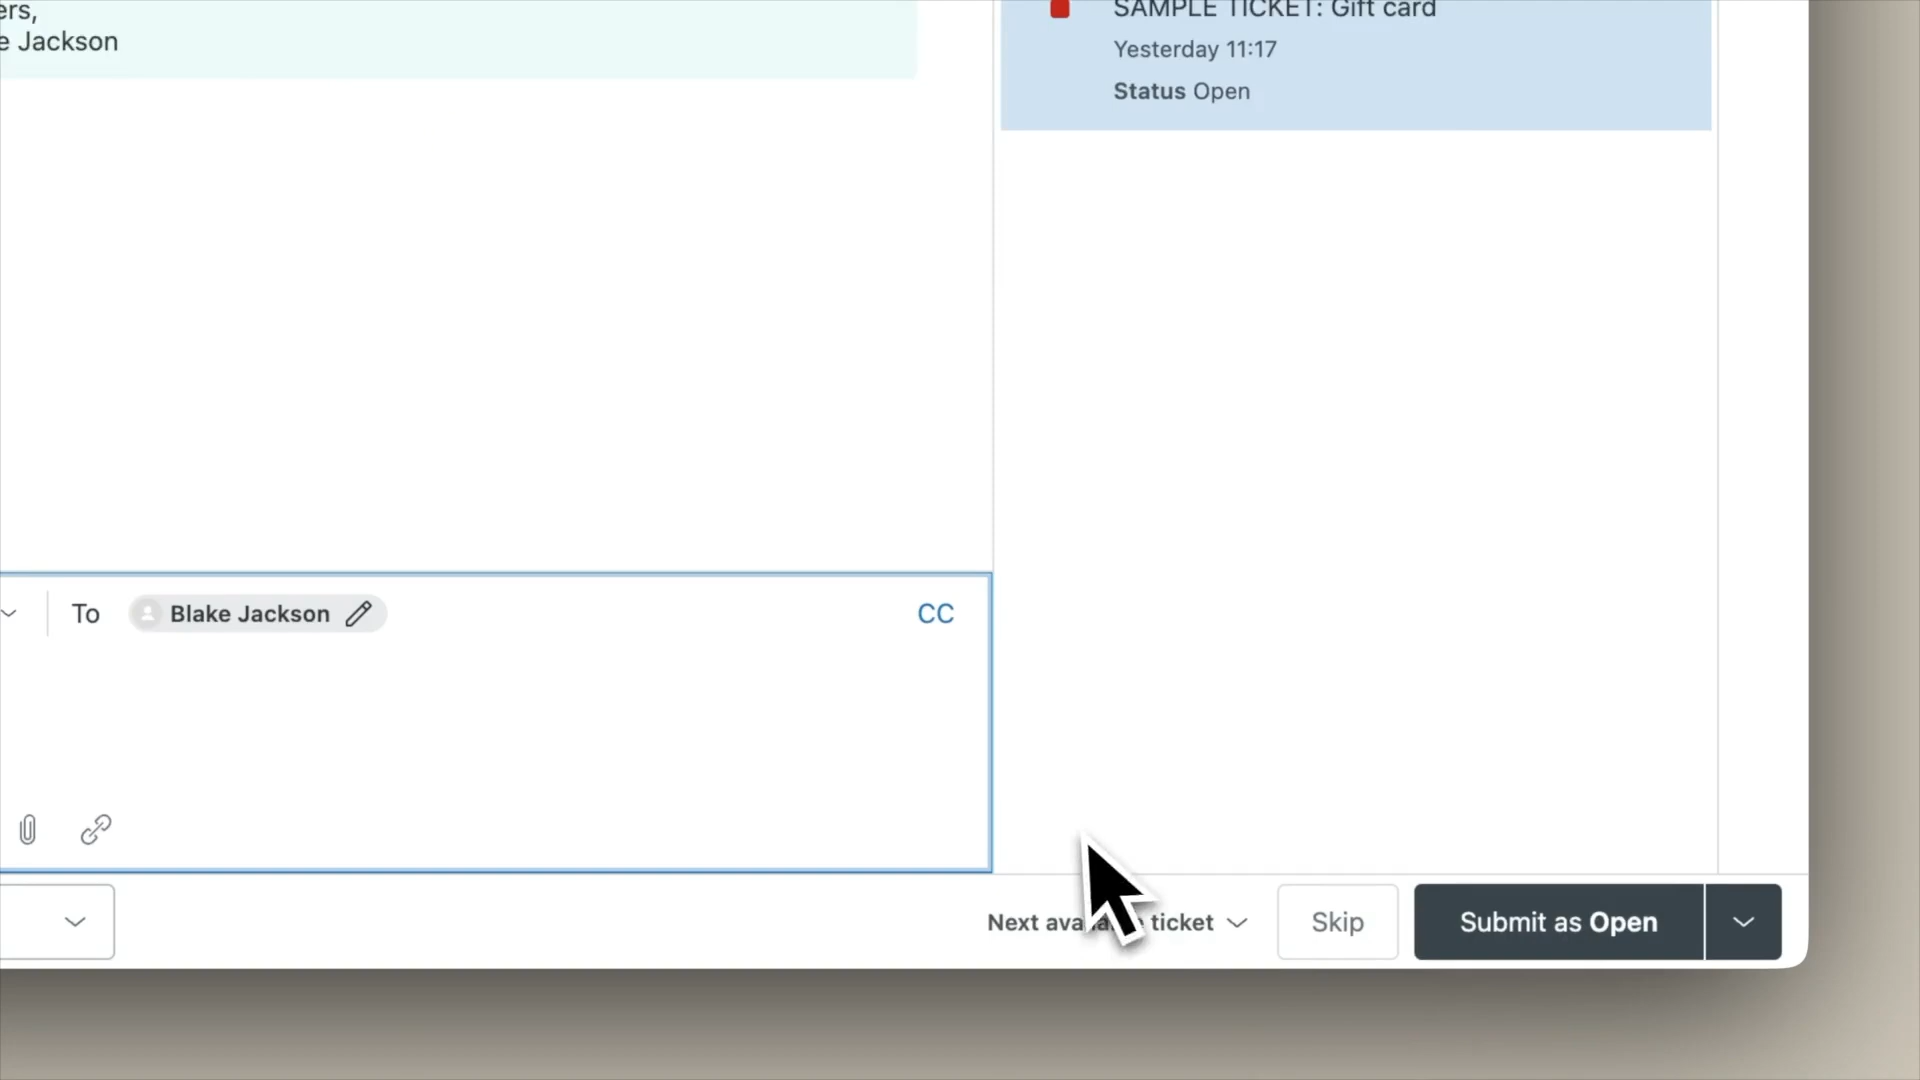 ers,
e Jackson
SAMPLE TICKET: Gift card
Yesterday 11:17
Status Open
To
Blake Jackson
CC
Next ticket
Skip
Submit as Open